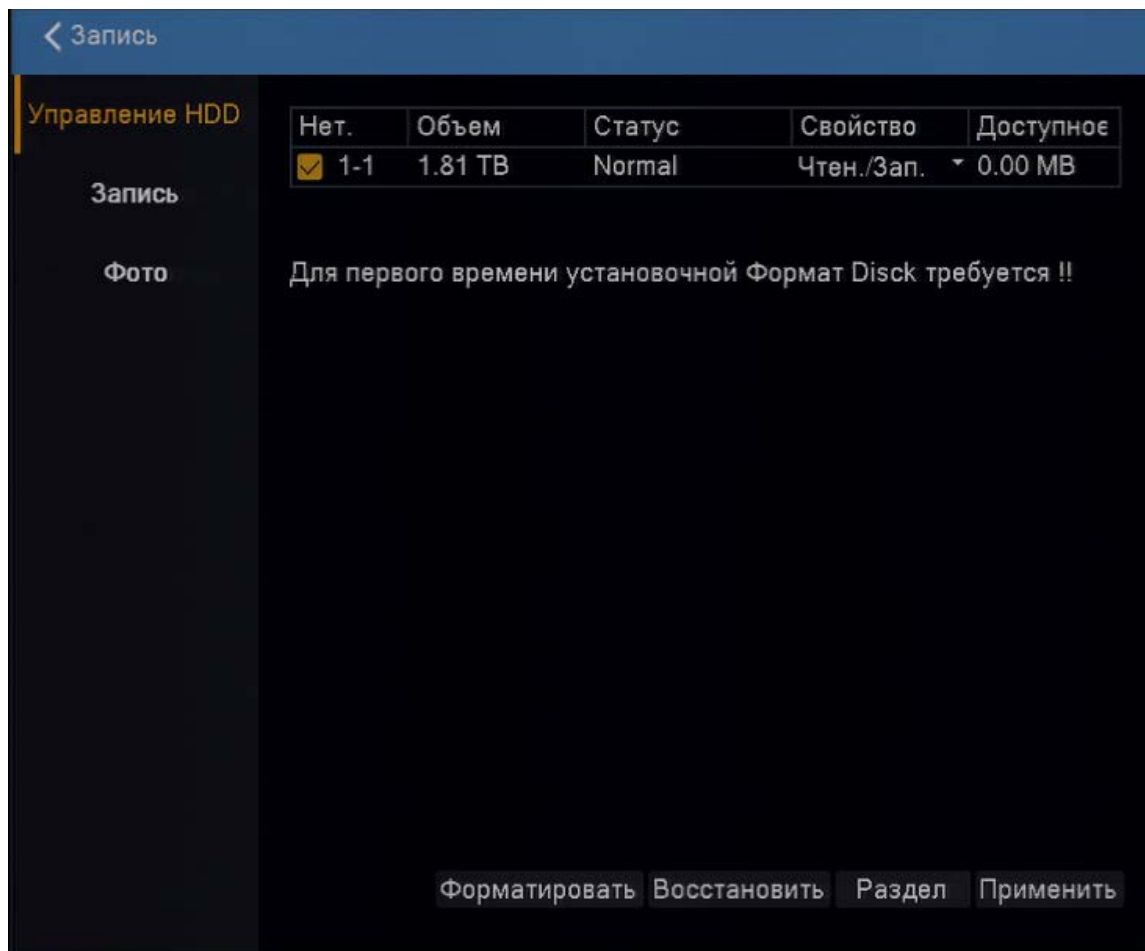 Запись
Управление HDD
Запись
Фото
Нет. Объем Статус Свойство Доступное
1-1 1.81 TB Normal Чтен./Зап. 0.00 MB
Для первого времени установочной Формат Disck требуется !!
Форматировать Восстановить Раздел Применить